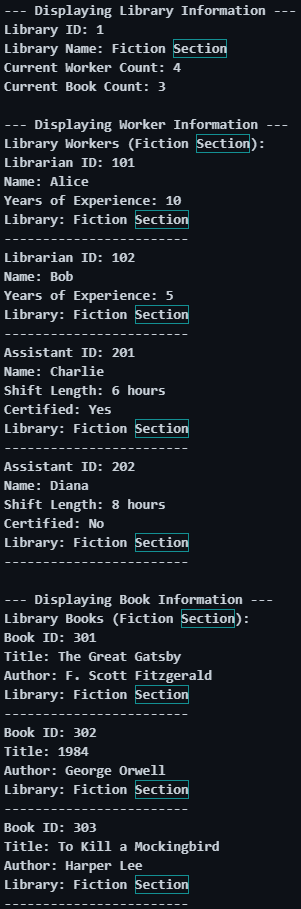 --- Displaying Library Information ---
Library ID: 1
Library Name: Fiction Section
Current Worker Count: 4
Current Book Count: 3

--- Displaying Worker Information ---
Library Workers (Fiction Section):
Librarian ID: 101
Name: Alice
Years of Experience: 10
Library: Fiction Section
------------------------
Librarian ID: 102
Name: Bob
Years of Experience: 5
Library: Fiction Section
------------------------
Assistant ID: 201
Name: Charlie
Shift Length: 6 hours
Certified: Yes
Library: Fiction Section
------------------------
Assistant ID: 202
Name: Diana
Shift Length: 8 hours
Certified: No
Library: Fiction Section
------------------------

--- Displaying Book Information ---
Library Books (Fiction Section):
Book ID: 301
Title: The Great Gatsby
Author: F. Scott Fitzgerald
Library: Fiction Section
------------------------
Book ID: 302
Title: 1984
Author: George Orwell
Library: Fiction Section
------------------------
Book ID: 303
Title: To Kill a Mockingbird
Author: Harper Lee
Library: Fiction Section
------------------------